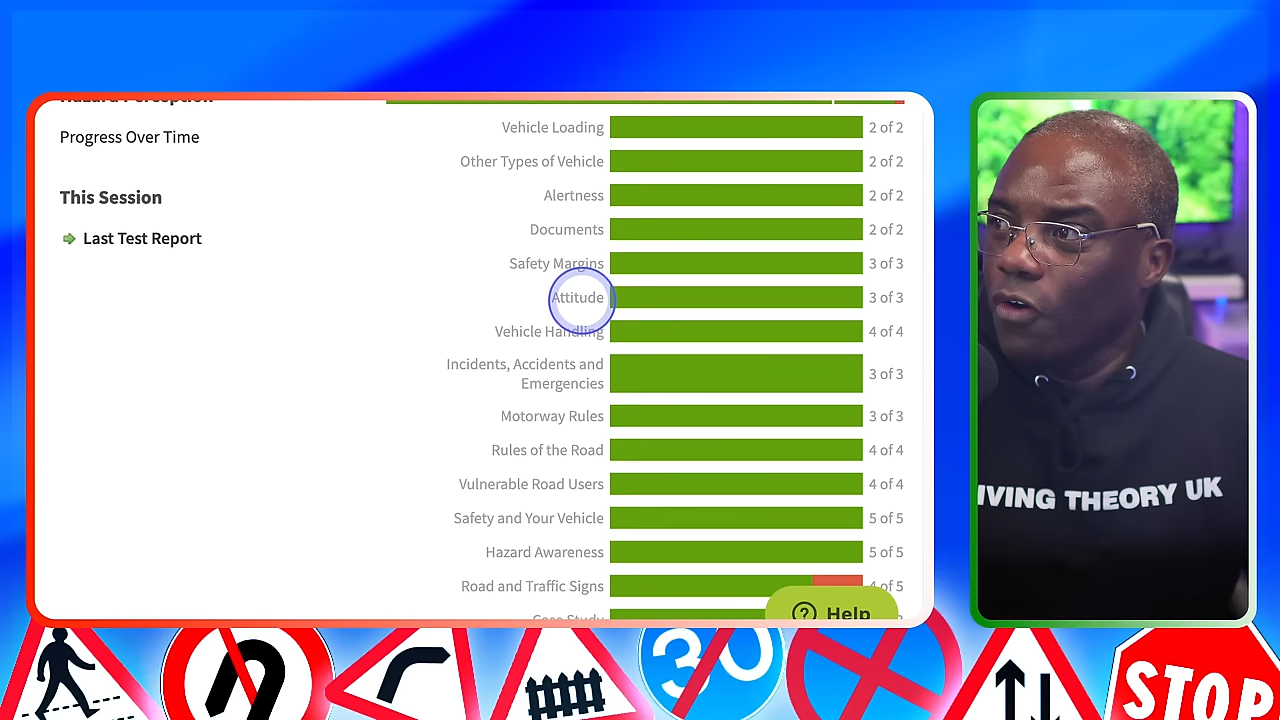 Hazard Perception
Progress Over Time
This Session
Last Test Report
Vehicle Loading 2 of 2
Other Types of Vehicle 2 of 2
Alertness 2 of 2
Documents 2 of 2
Safety Margins 3 of 3
Attitude 3 of 3
Vehicle Handling 4 of 4
Incidents, Accidents and
Emergencies 3 of 3
Motorway Rules 3 of 3
Rules of the Road 4 of 4
Vulnerable Road Users 4 of 4
Safety and Your Vehicle 5 of 5
Hazard Awareness 5 of 5
Road and Traffic Signs 4 of 5
Case Study
? Help
IVING THEORY UK
30
STOP